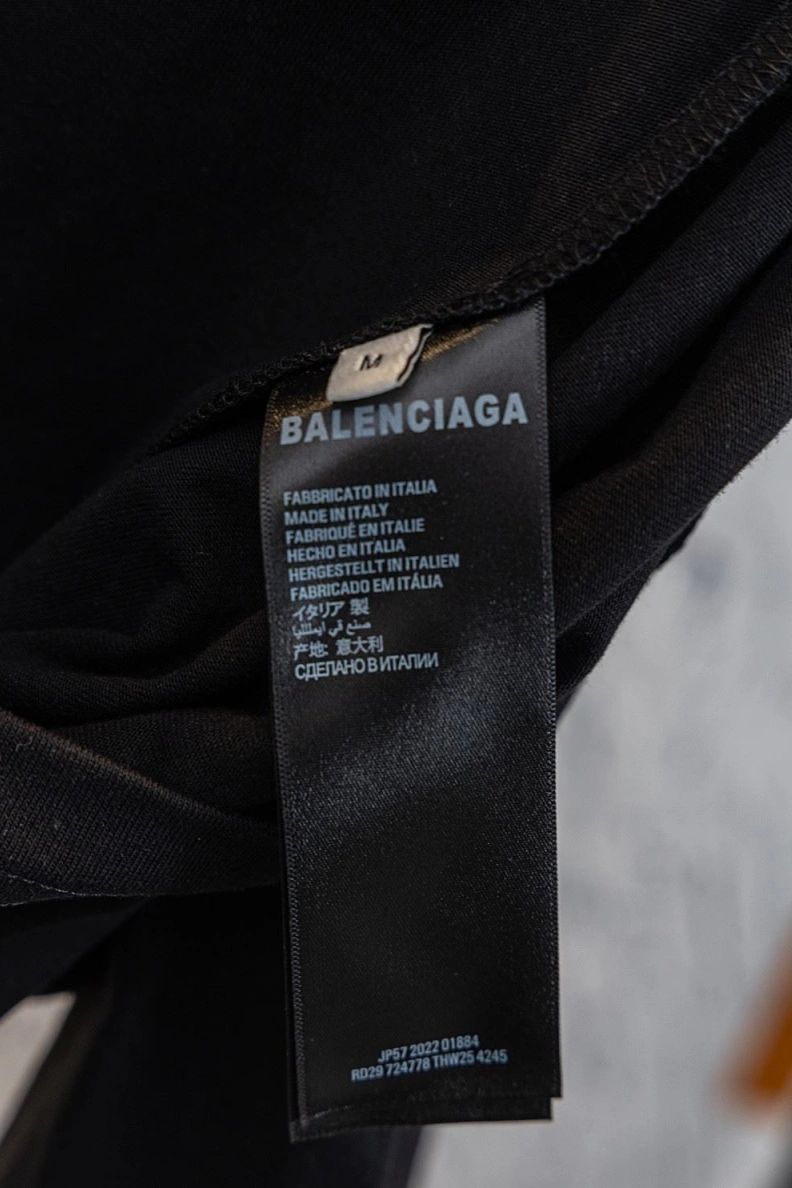 M
BALENCIAGA
FABBRICATO IN ITALIA
MADE IN ITALY
FABRIQUÉ EN ITALIE
HECHO EN ITALIA
HERGESTELLT IN ITALIEN
FABRICADO EM ITÁLIA
イタリア 製
صنع في ايطاليا
产地: 意大利
СДЕЛАНО В ИТАЛИИ
JP57 2022 01884
RD29 724778 THW25 4245